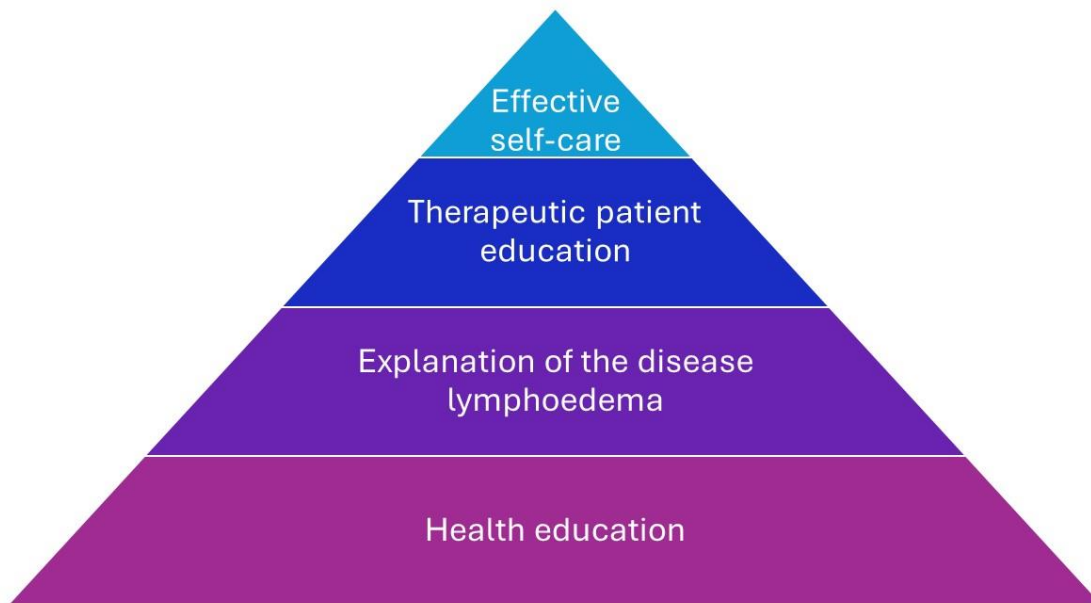 Effective
self-care
Therapeutic patient
education
Explanation of the disease
lymphoedema
Health education